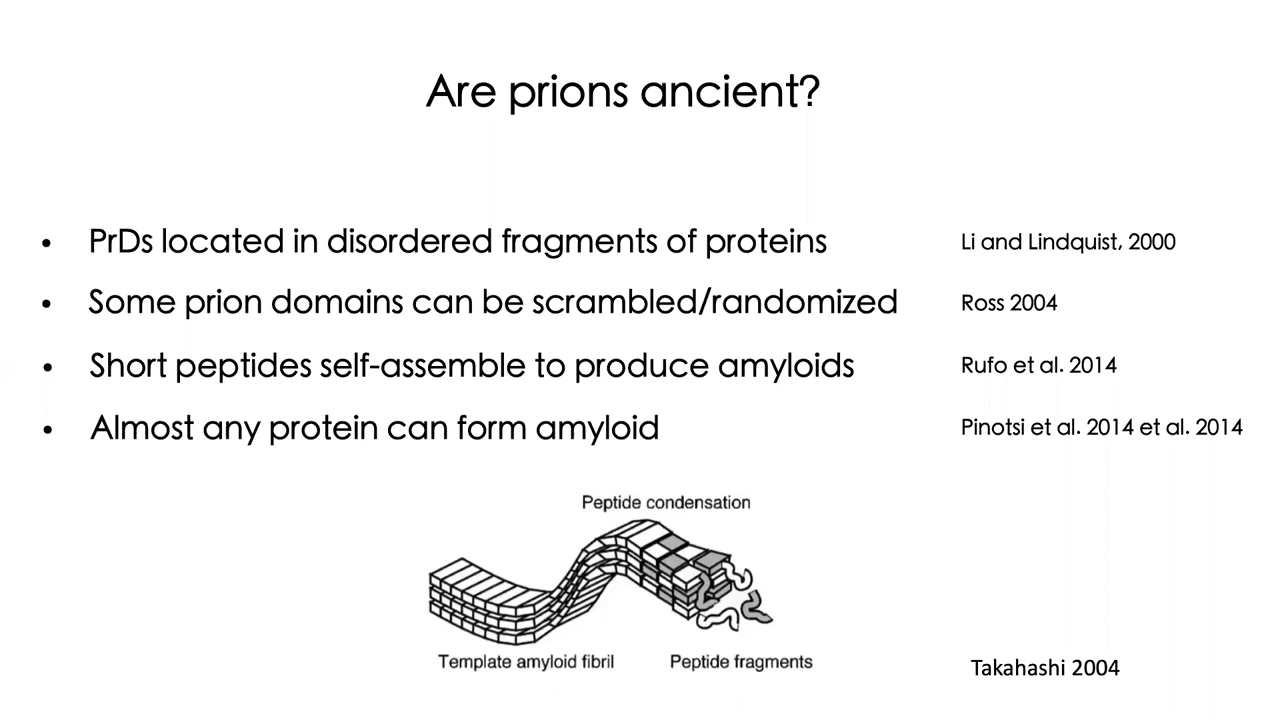 Are prions ancient?
• PrDs located in disordered fragments of proteins Li and Lindquist, 2000
• Some prion domains can be scrambled/randomized Ross 2004
• Short peptides self-assemble to produce amyloids Rufo et al. 2014
• Almost any protein can form amyloid Pinotsi et al. 2014 et al. 2014
Peptide condensation
Template amyloid fibril Peptide fragments
Takahashi 2004